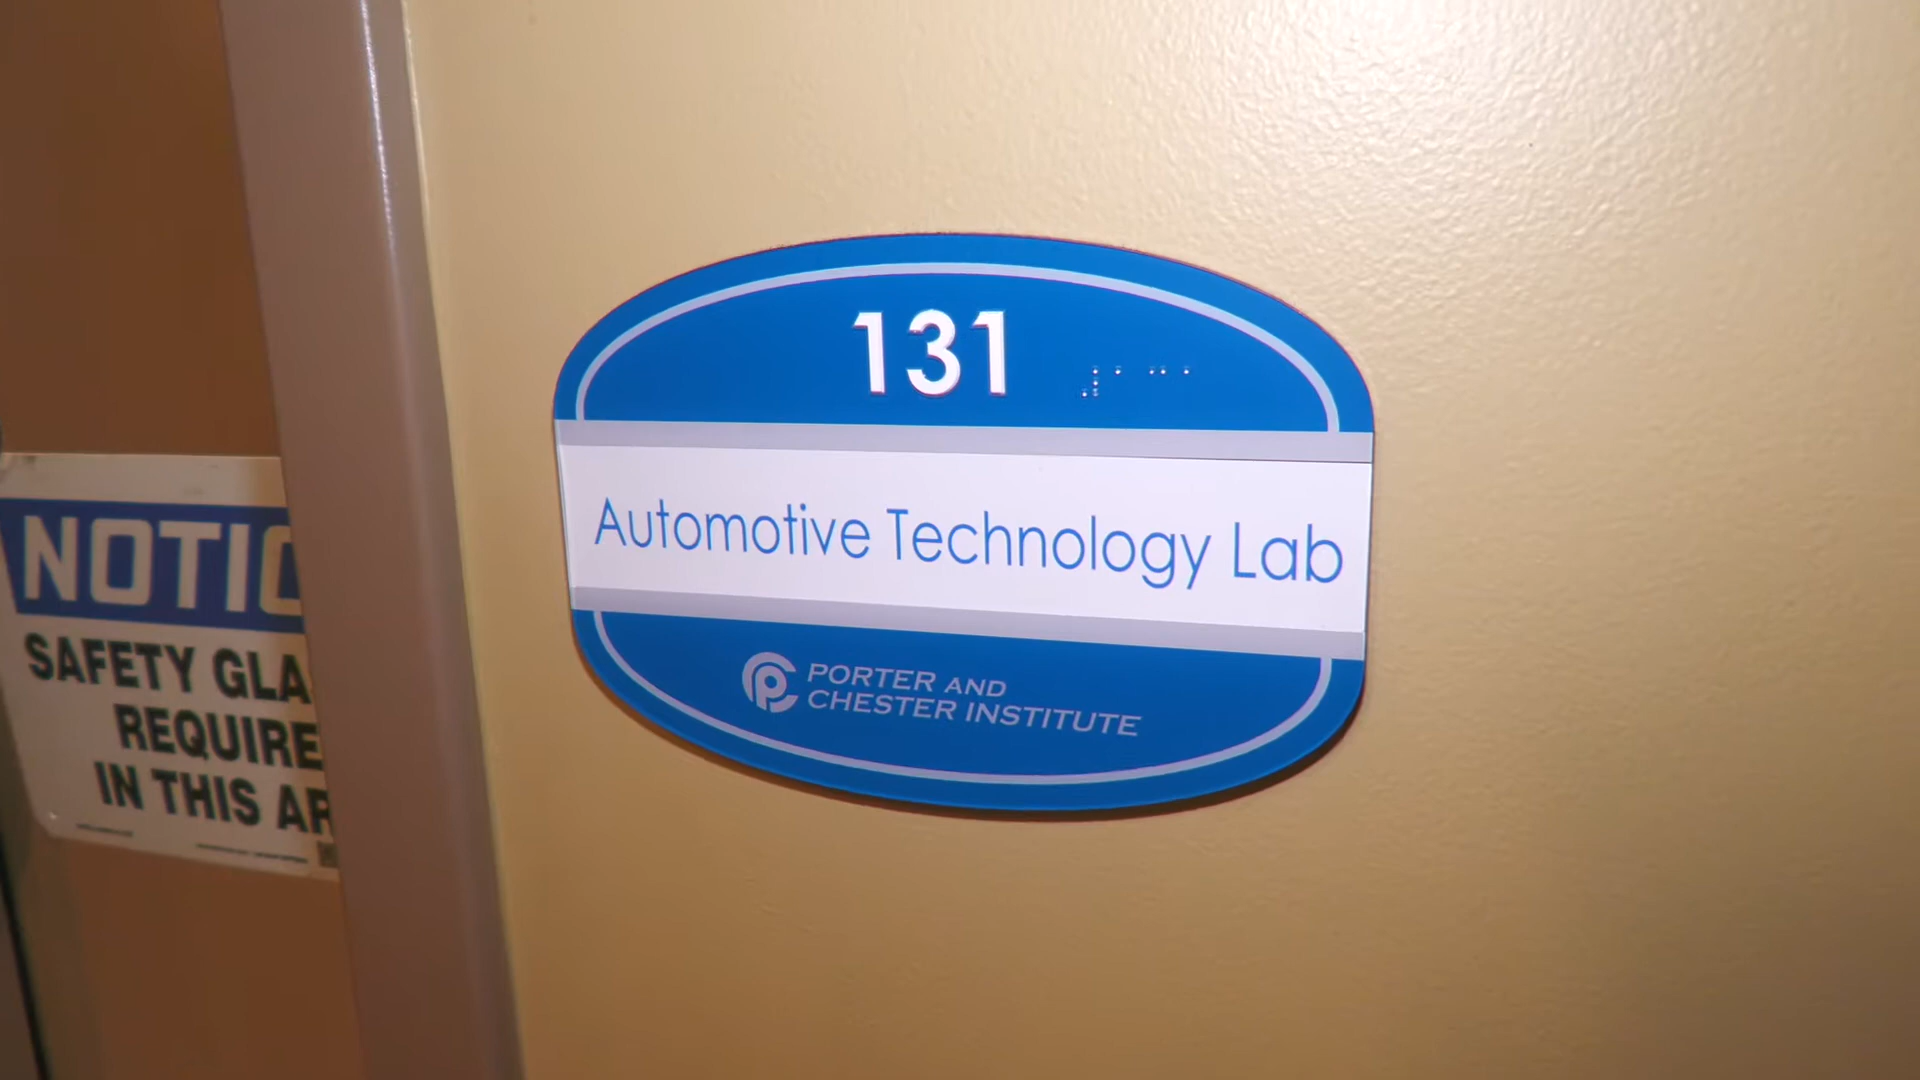 131
Automotive Technology Lab
PORTER AND
CHESTER INSTITUTE
NOTIC
SAFETY GLA
REQUIRE
IN THIS AR